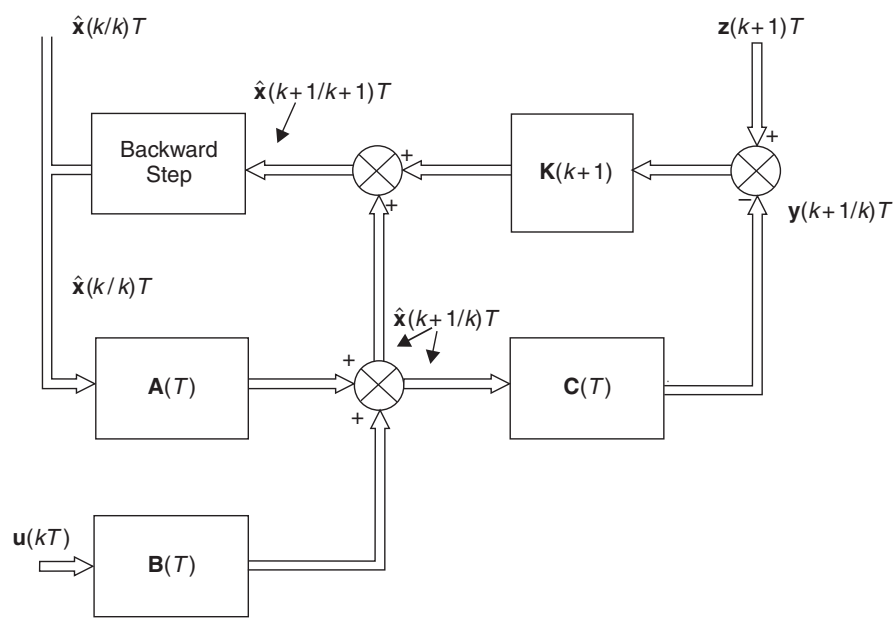 x̂(k/k)T
z(k+1)T
x̂(k+1/k+1)T
Backward
Step
+
K(k+1)
+
+
−
y(k+1/k)T
x̂(k/k)T
x̂(k+1/k)T
+
A(T)
C(T)
+
u(kT)
B(T)